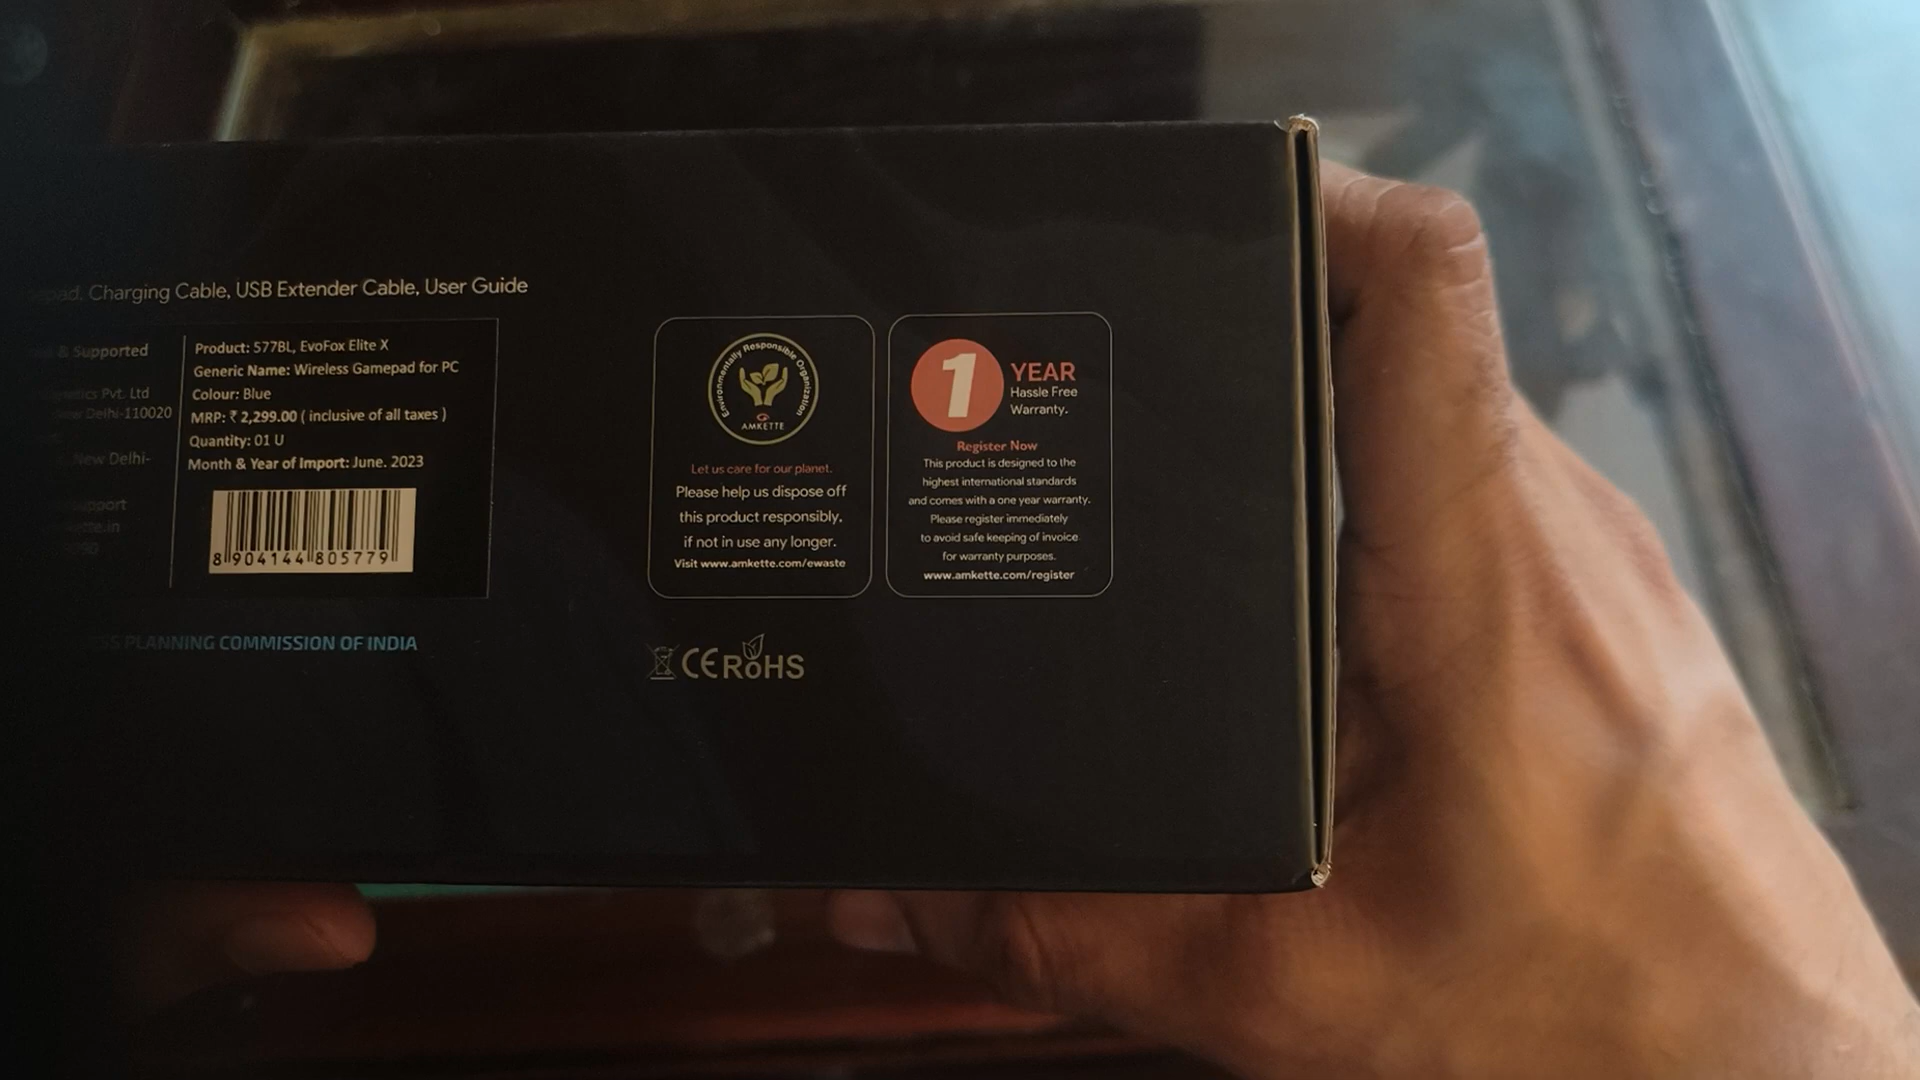 Charging Cable, USB Extender Cable, User Guide
& Supported
Pvt. Ltd
New Delhi-110020
New Delhi-
support
Product: 577BL, EvoFox Elite X
Generic Name: Wireless Gamepad for PC
Colour: Blue
MRP: ₹ 2,299.00 ( inclusive of all taxes )
Quantity: 01 U
Month & Year of Import: June. 2023
8 904144 805779
PLANNING COMMISSION OF INDIA
Environmentally Responsible Organization
AMKETTE
Let us care for our planet.
Please help us dispose off
this product responsibly,
if not in use any longer.
Visit www.amkette.com/ewaste
1
YEAR
Hassle Free
Warranty.
Register Now
This product is designed to the
highest international standards
and comes with a one year warranty.
Please register immediately
to avoid safe keeping of invoice
for warranty purposes.
www.amkette.com/register
CE RoHS